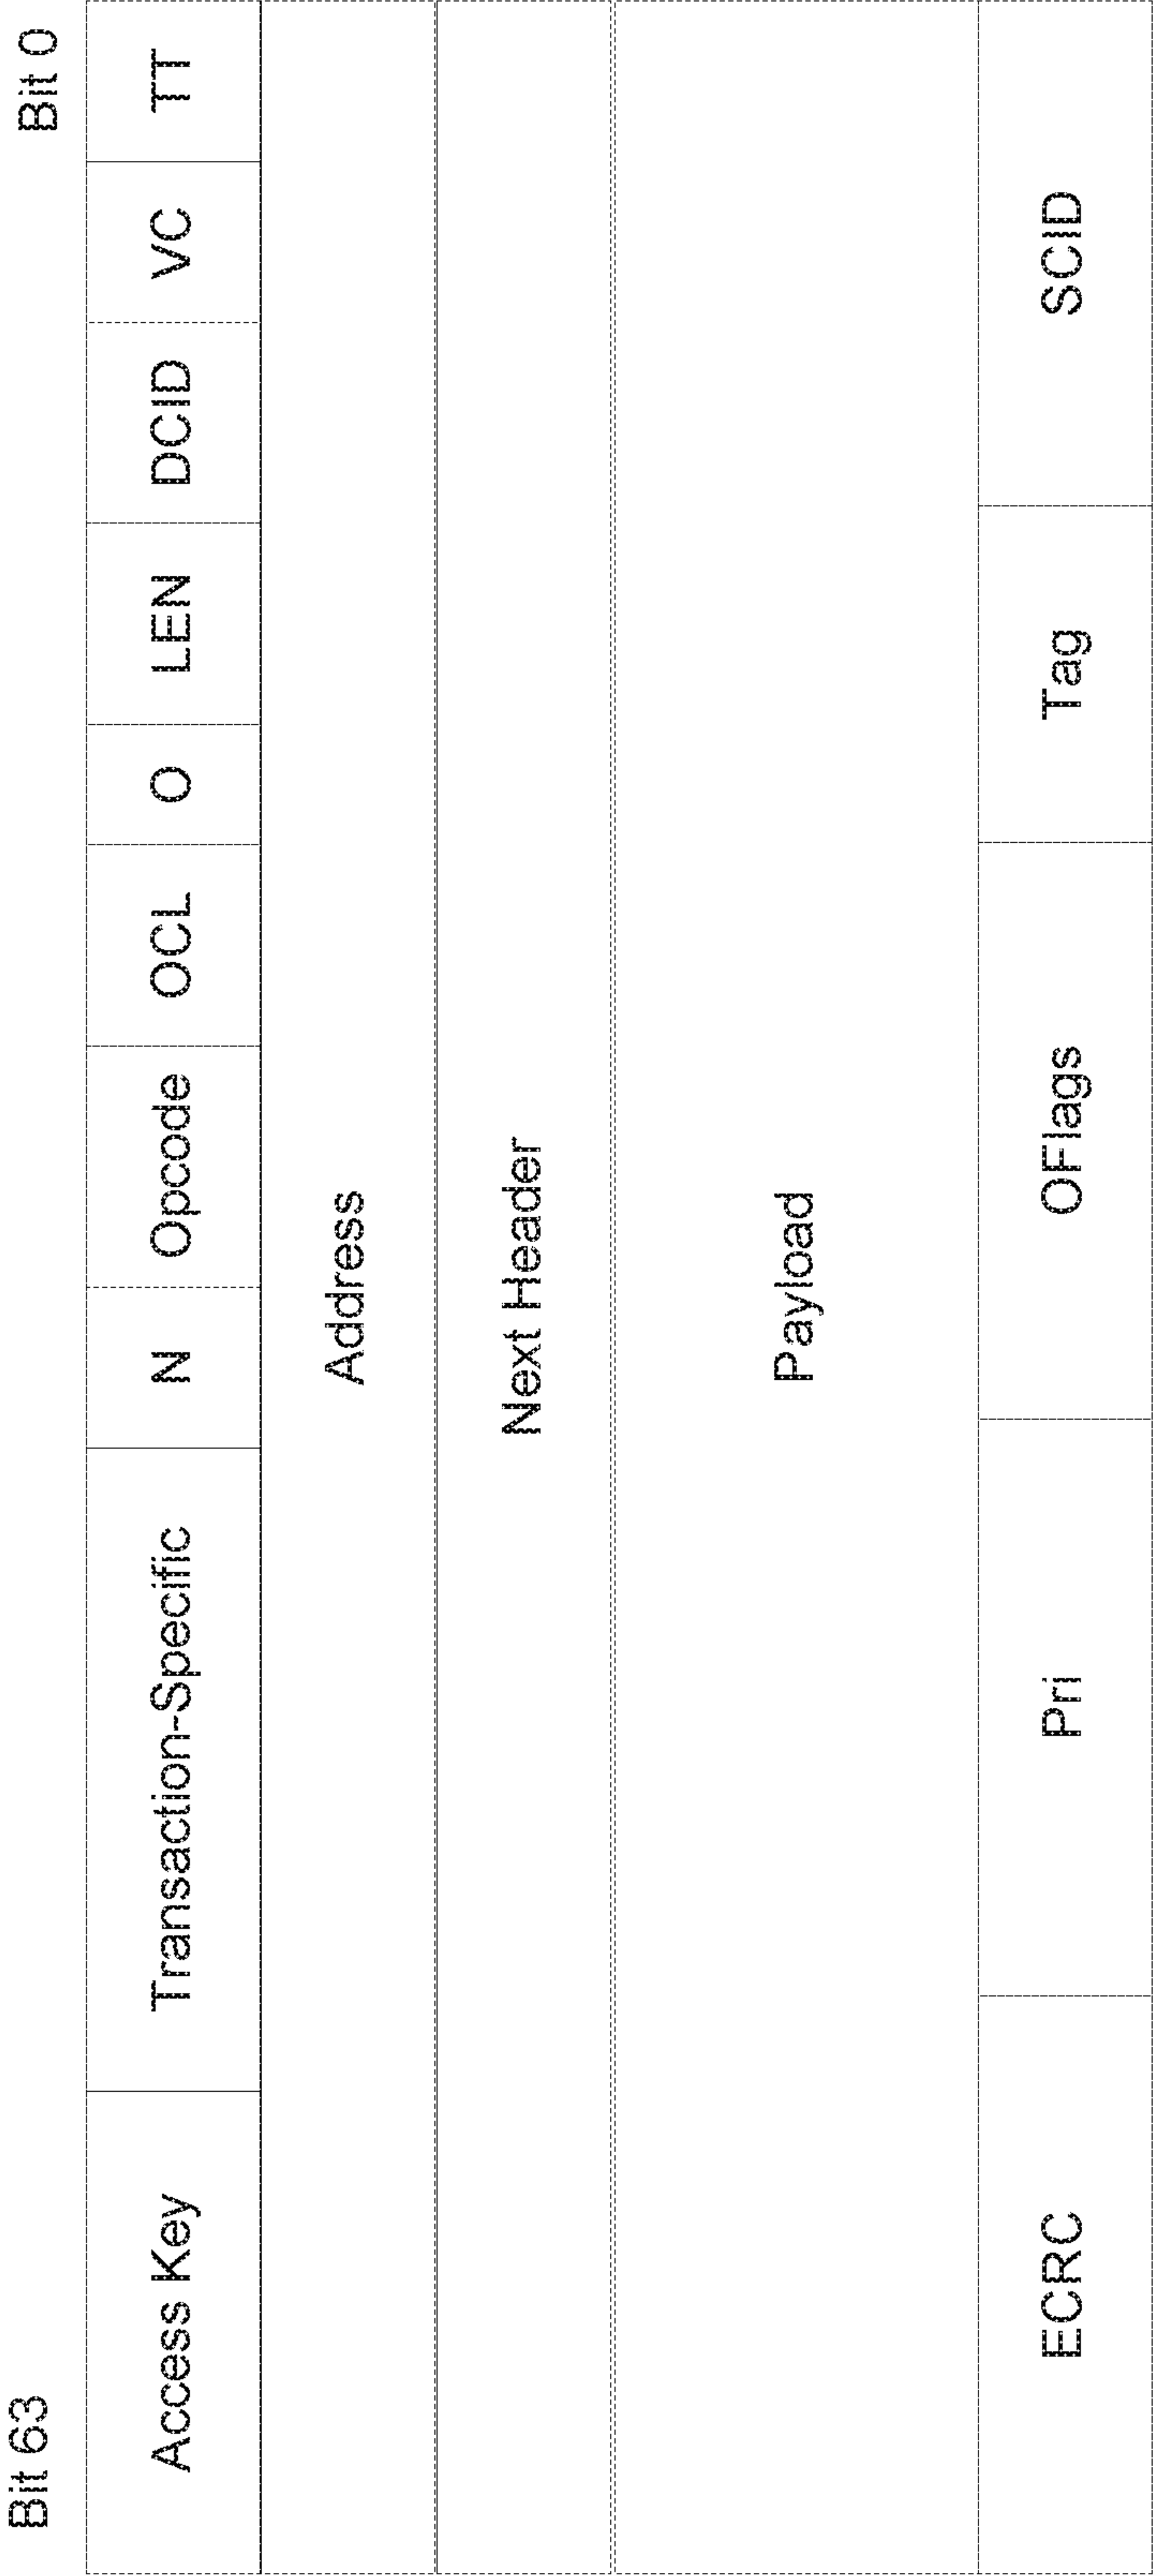 Bit 63 Bit 0
Access Key Transaction-Specific N Opcode OCL O LEN DCID VC TT
Address
Next Header
Payload
ECRC Pri OFlags Tag SCID